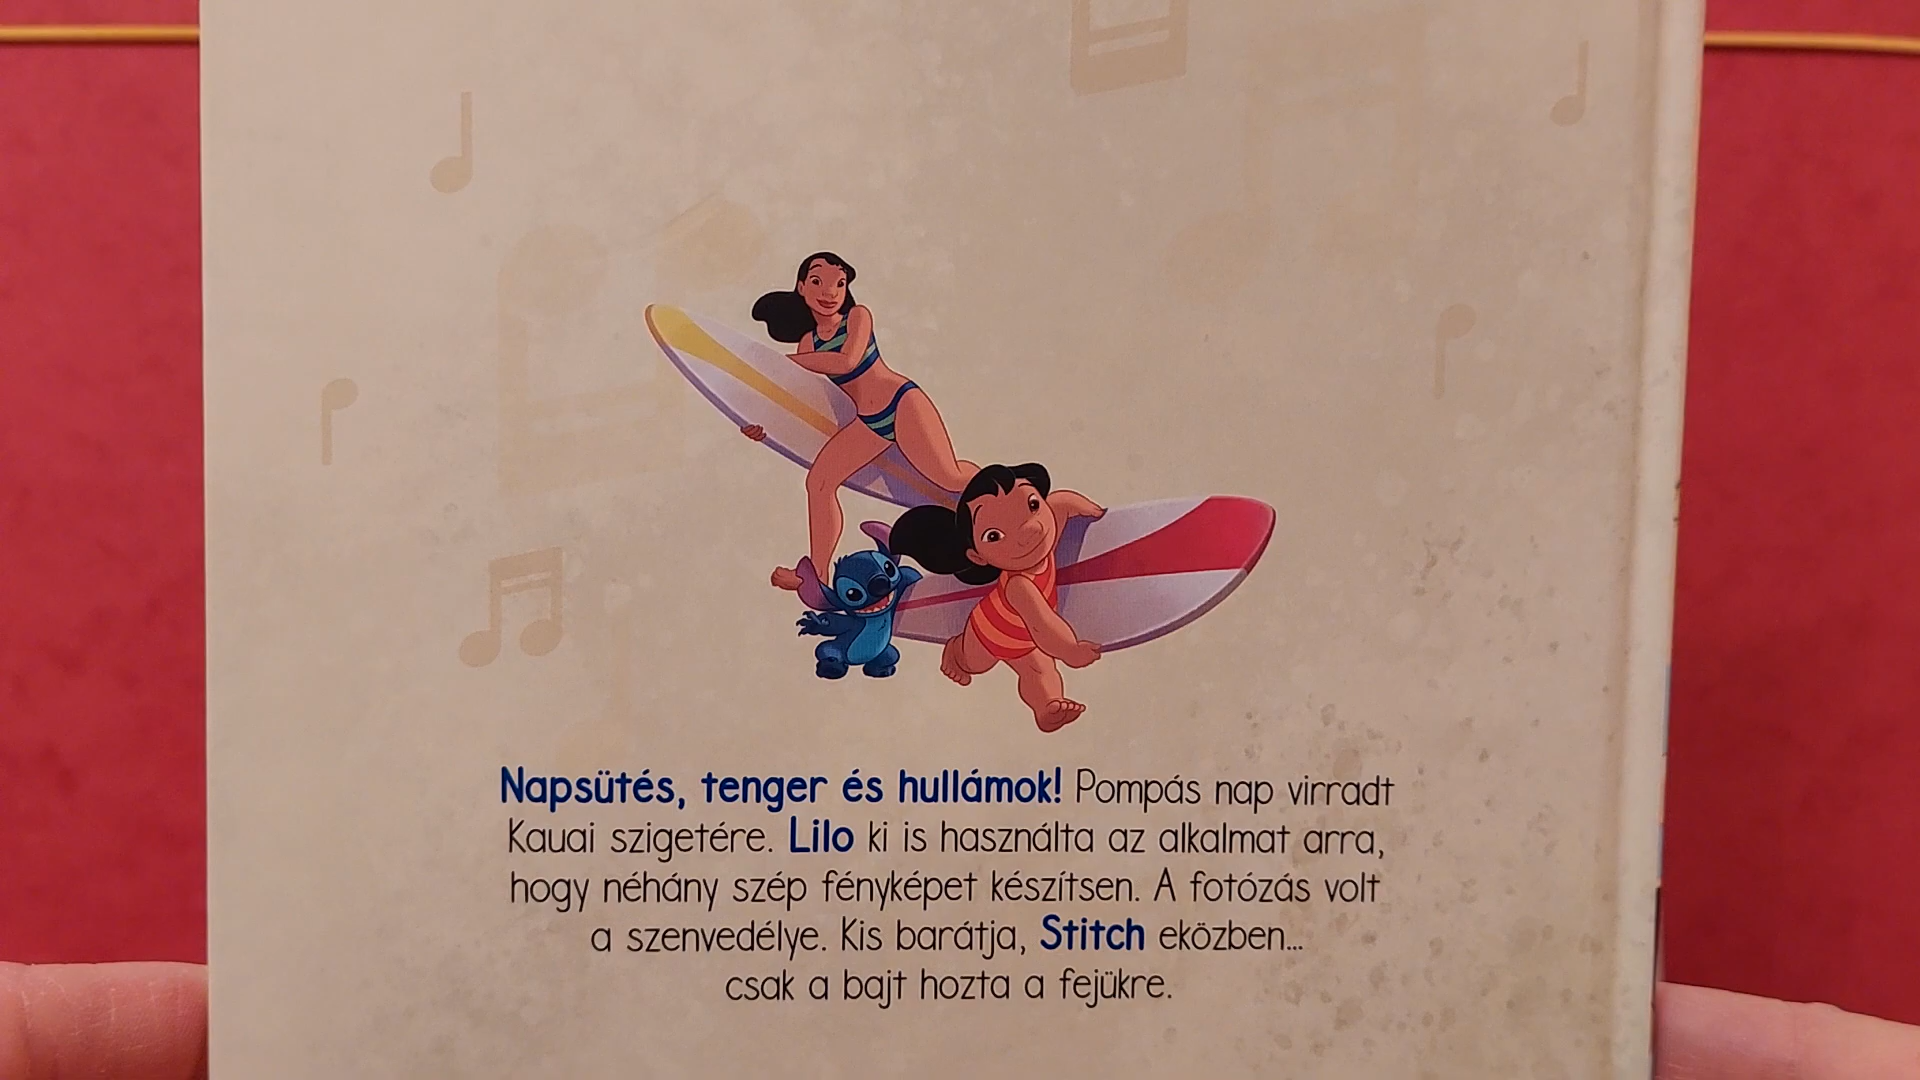 Napsütés, tenger és hullámok! Pompás nap virradt
Kauai szigetére. Lilo ki is használta az alkalmat arra,
hogy néhány szép fényképet készítsen. A fotózás volt
a szenvedélye. Kis barátja, Stitch eközben...
csak a bajt hozta a fejükre.